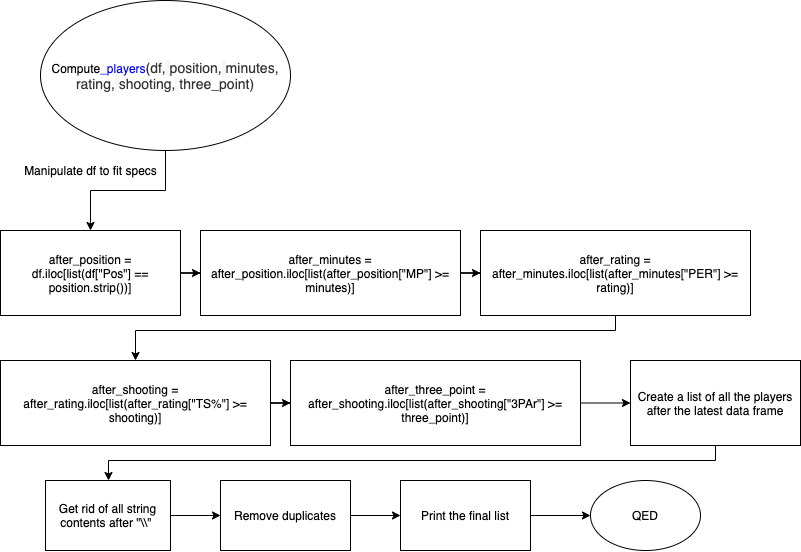 Compute_players(df, position, minutes,
rating, shooting, three_point)
Manipulate df to fit specs
after_position =
df.iloc[list(df["Pos"] ==
position.strip())]
after_minutes =
after_position.iloc[list(after_position["MP"] >=
minutes)]
after_rating =
after_minutes.iloc[list(after_minutes["PER"] >=
rating)]
after_shooting =
after_rating.iloc[list(after_rating["TS%"] >=
shooting)]
after_three_point =
after_shooting.iloc[list(after_shooting["3PAr"] >=
three_point)]
Create a list of all the players
after the latest data frame
Get rid of all string
contents after "\\"
Remove duplicates
Print the final list
QED